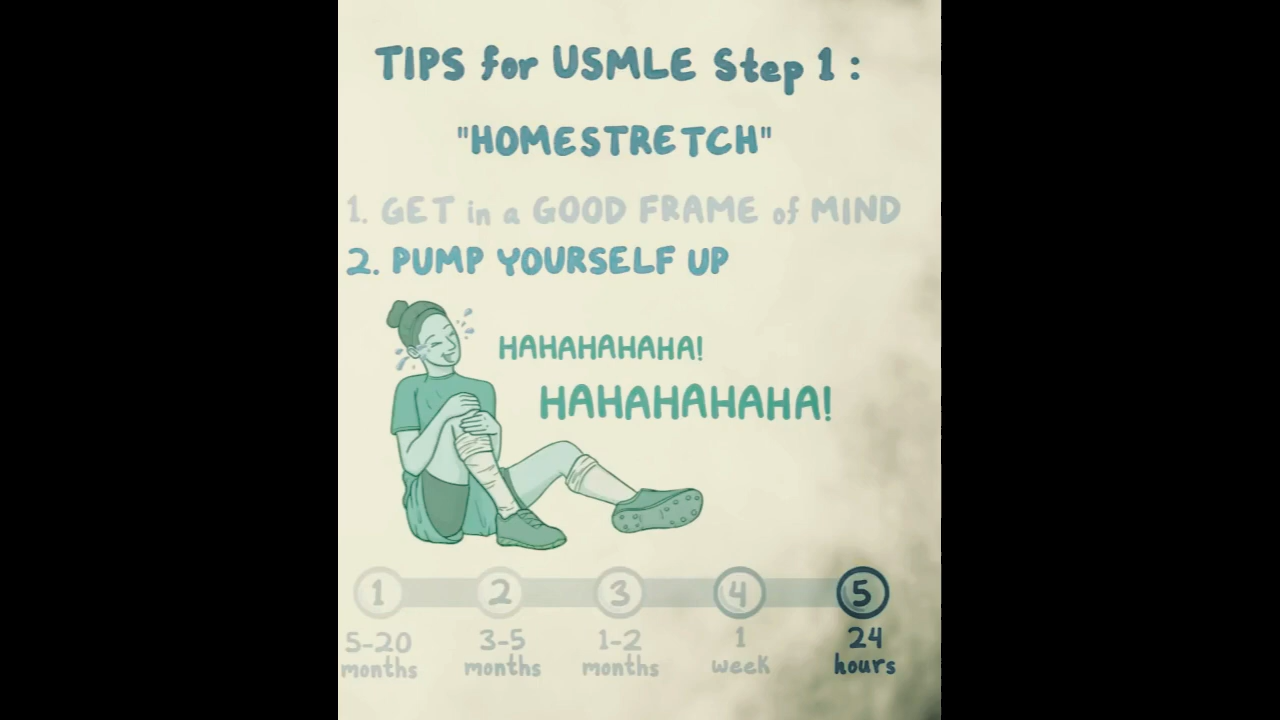 TIPS for USMLE Step 1:
"HOMESTRETCH"
1. GET in a GOOD FRAME of MIND
2. PUMP YOURSELF UP
HAHAHAHAHA!
HAHAHAHAHA!
1 2 3 4 5
5-20 3-5 1-2 1 24
months months months week hours